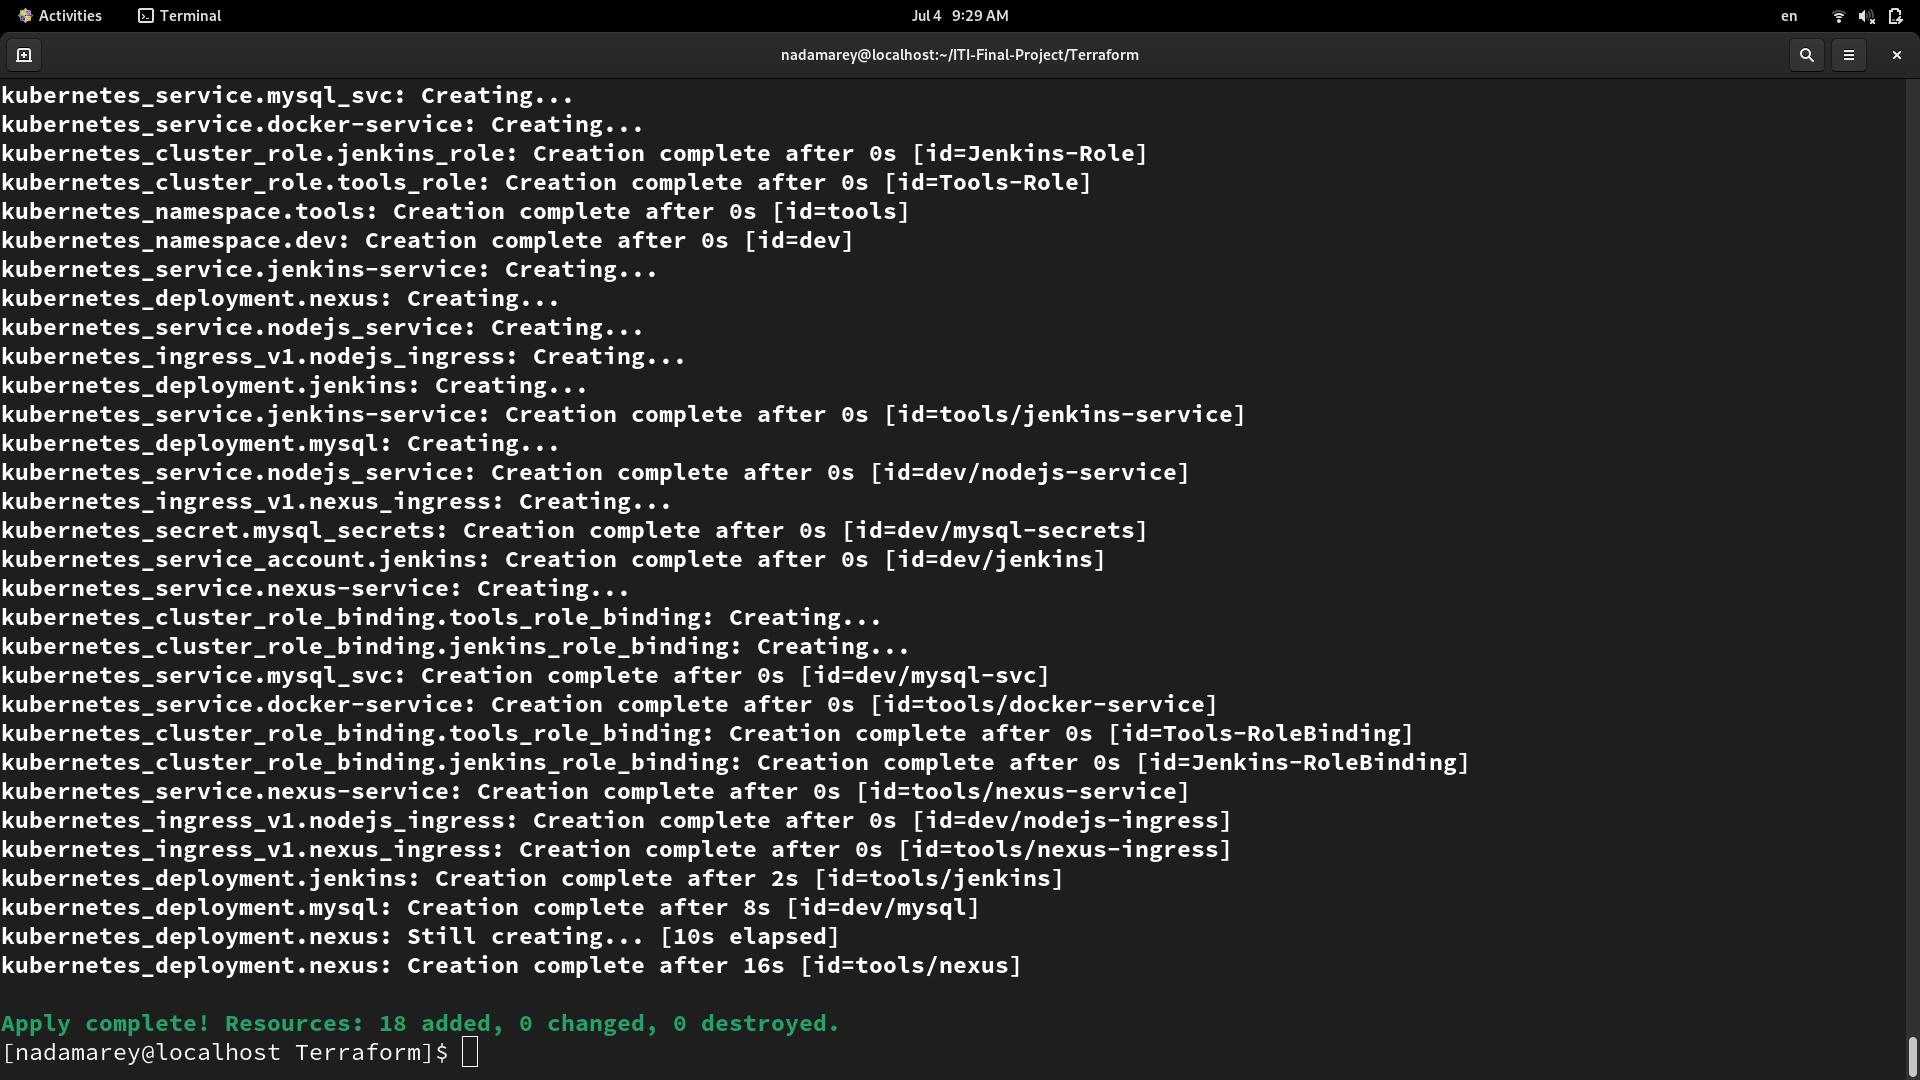 Activities Terminal Jul 4 9:29 AM en
nadamarey@localhost:~/ITI-Final-Project/Terraform
kubernetes_service.mysql_svc: Creating...
kubernetes_service.docker-service: Creating...
kubernetes_cluster_role.jenkins_role: Creation complete after 0s [id=Jenkins-Role]
kubernetes_cluster_role.tools_role: Creation complete after 0s [id=Tools-Role]
kubernetes_namespace.tools: Creation complete after 0s [id=tools]
kubernetes_namespace.dev: Creation complete after 0s [id=dev]
kubernetes_service.jenkins-service: Creating...
kubernetes_deployment.nexus: Creating...
kubernetes_service.nodejs_service: Creating...
kubernetes_ingress_v1.nodejs_ingress: Creating...
kubernetes_deployment.jenkins: Creating...
kubernetes_service.jenkins-service: Creation complete after 0s [id=tools/jenkins-service]
kubernetes_deployment.mysql: Creating...
kubernetes_service.nodejs_service: Creation complete after 0s [id=dev/nodejs-service]
kubernetes_ingress_v1.nexus_ingress: Creating...
kubernetes_secret.mysql_secrets: Creation complete after 0s [id=dev/mysql-secrets]
kubernetes_service_account.jenkins: Creation complete after 0s [id=dev/jenkins]
kubernetes_service.nexus-service: Creating...
kubernetes_cluster_role_binding.tools_role_binding: Creating...
kubernetes_cluster_role_binding.jenkins_role_binding: Creating...
kubernetes_service.mysql_svc: Creation complete after 0s [id=dev/mysql-svc]
kubernetes_service.docker-service: Creation complete after 0s [id=tools/docker-service]
kubernetes_cluster_role_binding.tools_role_binding: Creation complete after 0s [id=Tools-RoleBinding]
kubernetes_cluster_role_binding.jenkins_role_binding: Creation complete after 0s [id=Jenkins-RoleBinding]
kubernetes_service.nexus-service: Creation complete after 0s [id=tools/nexus-service]
kubernetes_ingress_v1.nodejs_ingress: Creation complete after 0s [id=dev/nodejs-ingress]
kubernetes_ingress_v1.nexus_ingress: Creation complete after 0s [id=tools/nexus-ingress]
kubernetes_deployment.jenkins: Creation complete after 2s [id=tools/jenkins]
kubernetes_deployment.mysql: Creation complete after 8s [id=dev/mysql]
kubernetes_deployment.nexus: Still creating... [10s elapsed]
kubernetes_deployment.nexus: Creation complete after 16s [id=tools/nexus]
Apply complete! Resources: 18 added, 0 changed, 0 destroyed.
[nadamarey@localhost Terraform]$